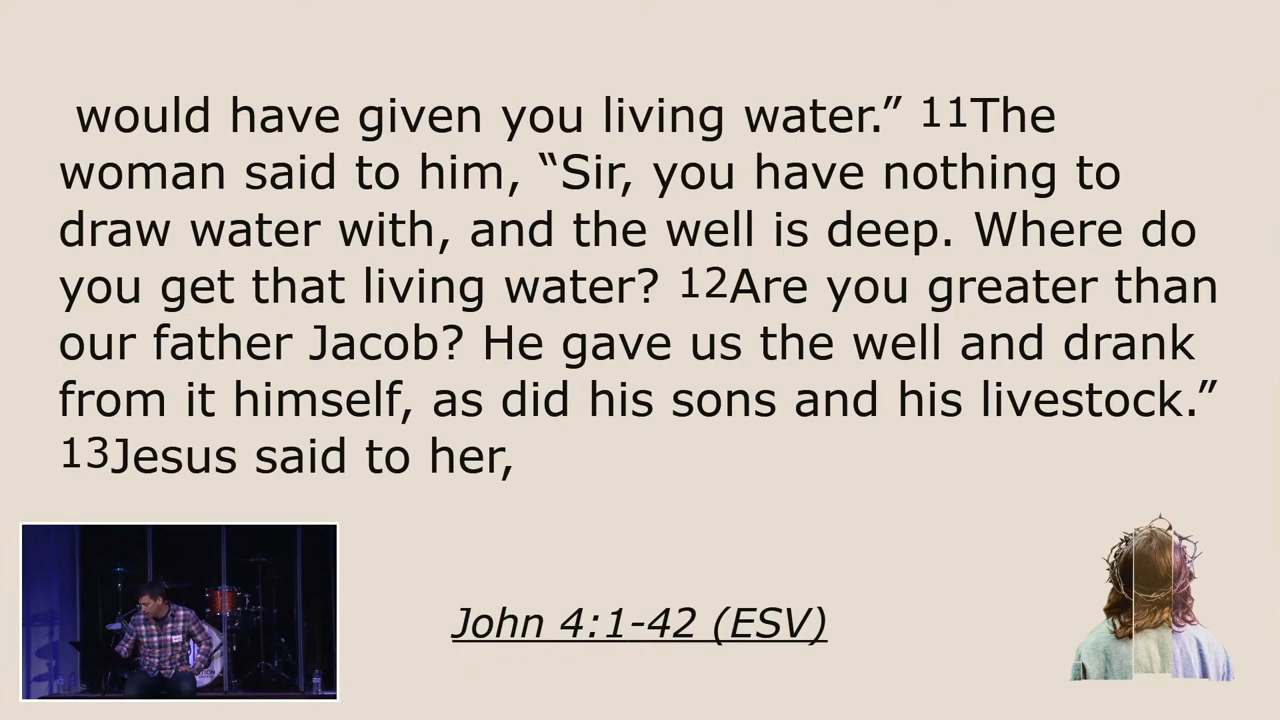 would have given you living water.” 11The
woman said to him, “Sir, you have nothing to
draw water with, and the well is deep. Where do
you get that living water? 12Are you greater than
our father Jacob? He gave us the well and drank
from it himself, as did his sons and his livestock.”
13Jesus said to her,
John 4:1-42 (ESV)